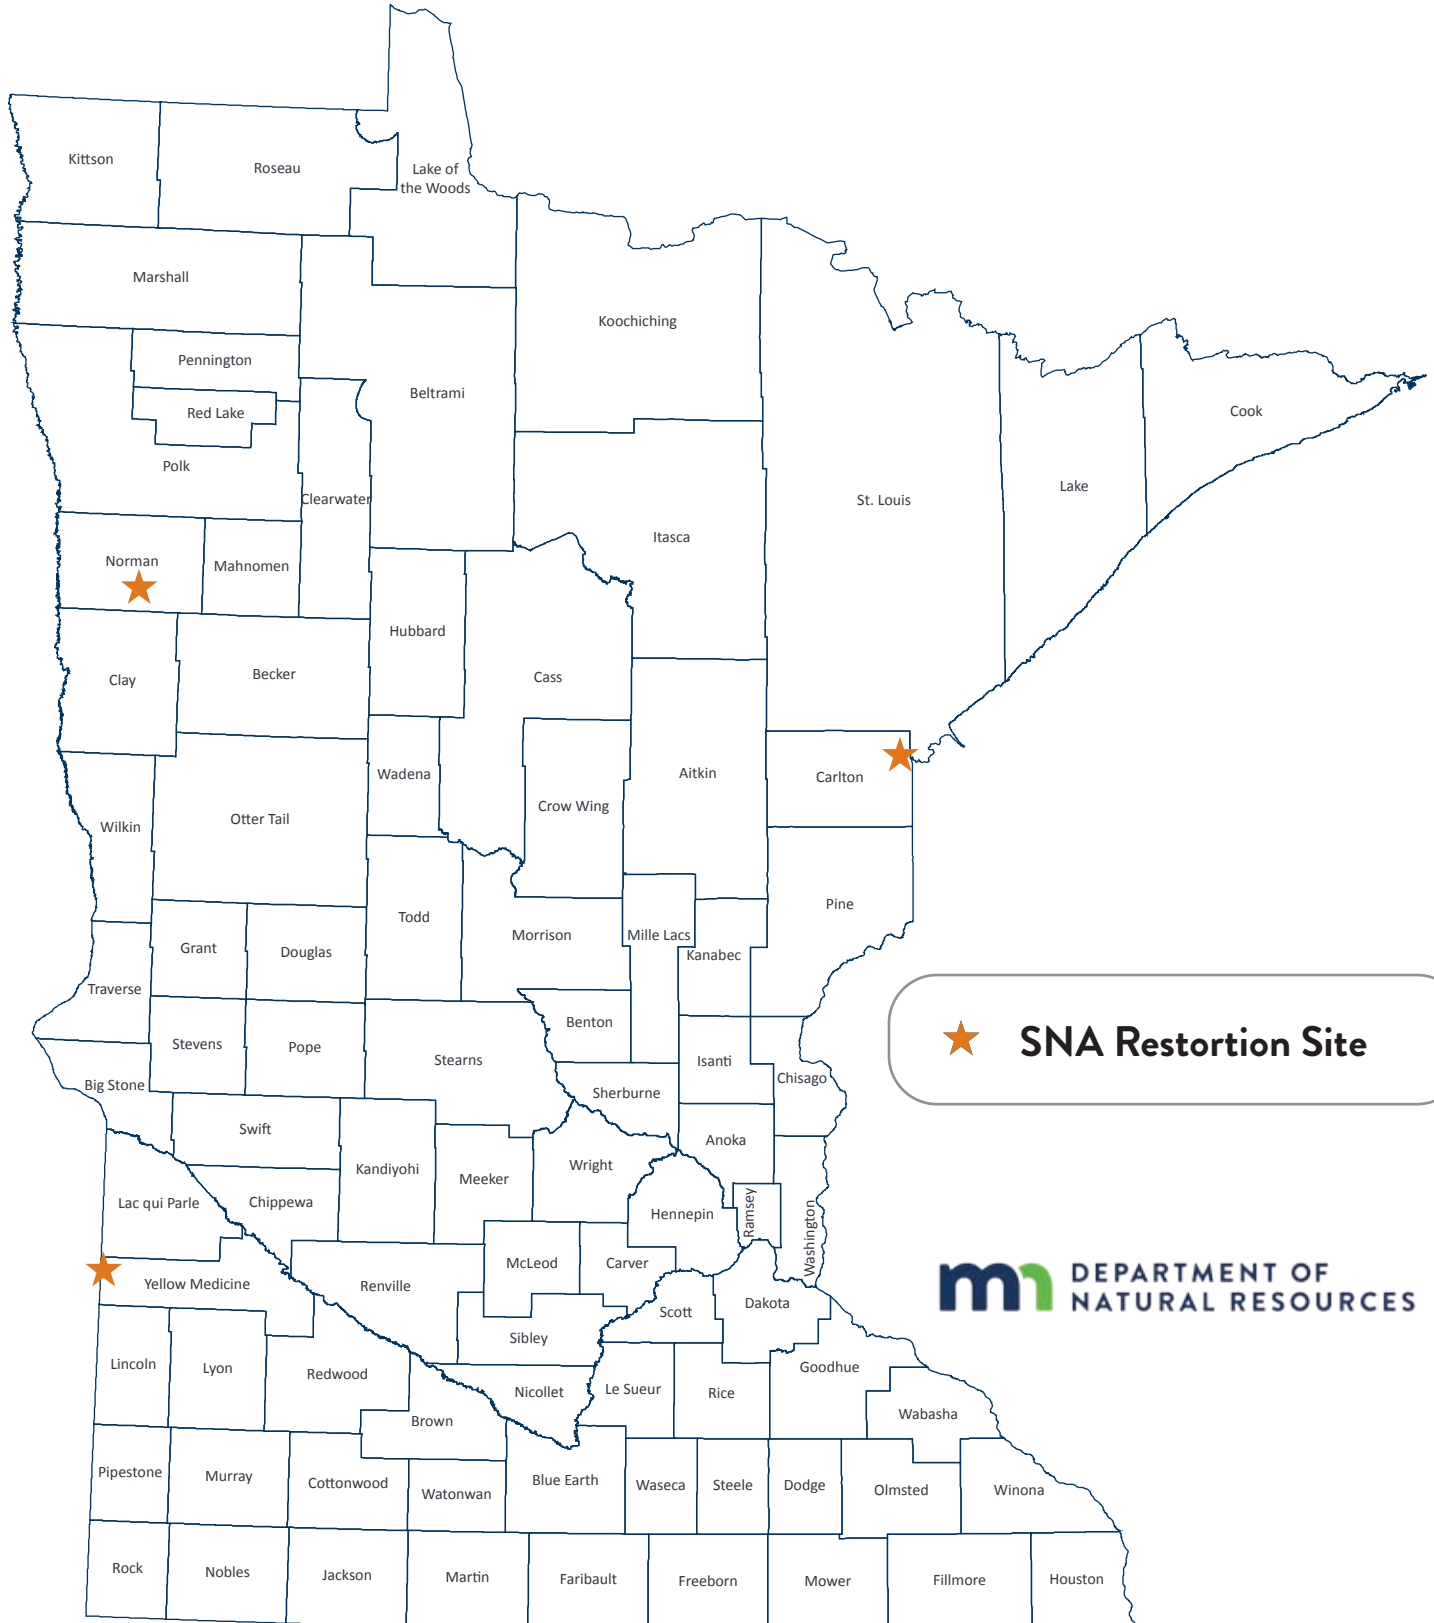 Kittson
Roseau
Lake of
the Woods
Marshall
Koochiching
Pennington
Beltrami
Red Lake
Cook
Polk
Clearwater
Lake
St. Louis
Itasca
Norman
Mahnomen
Hubbard
Cass
Clay
Becker
Wadena
Aitkin
Carlton
Crow Wing
Otter Tail
Wilkin
Pine
Todd
Morrison
Mille Lacs
Grant
Douglas
Kanabec
Traverse
Benton
Stevens
Pope
Stearns
Isanti
Chisago
SNA Restortion Site
Big Stone
Sherburne
Swift
Anoka
Kandiyohi
Wright
Meeker
Lac qui Parle
Chippewa
Hennepin
Ramsey
Washington
McLeod
Carver
Yellow Medicine
Renville
Dakota
Scott
DEPARTMENT OF
NATURAL RESOURCES
mn
Sibley
Lincoln
Lyon
Redwood
Goodhue
Nicollet
Le Sueur
Rice
Brown
Wabasha
Pipestone
Murray
Cottonwood
Watonwan
Blue Earth
Waseca
Steele
Dodge
Olmsted
Winona
Rock
Nobles
Jackson
Martin
Faribault
Freeborn
Mower
Fillmore
Houston